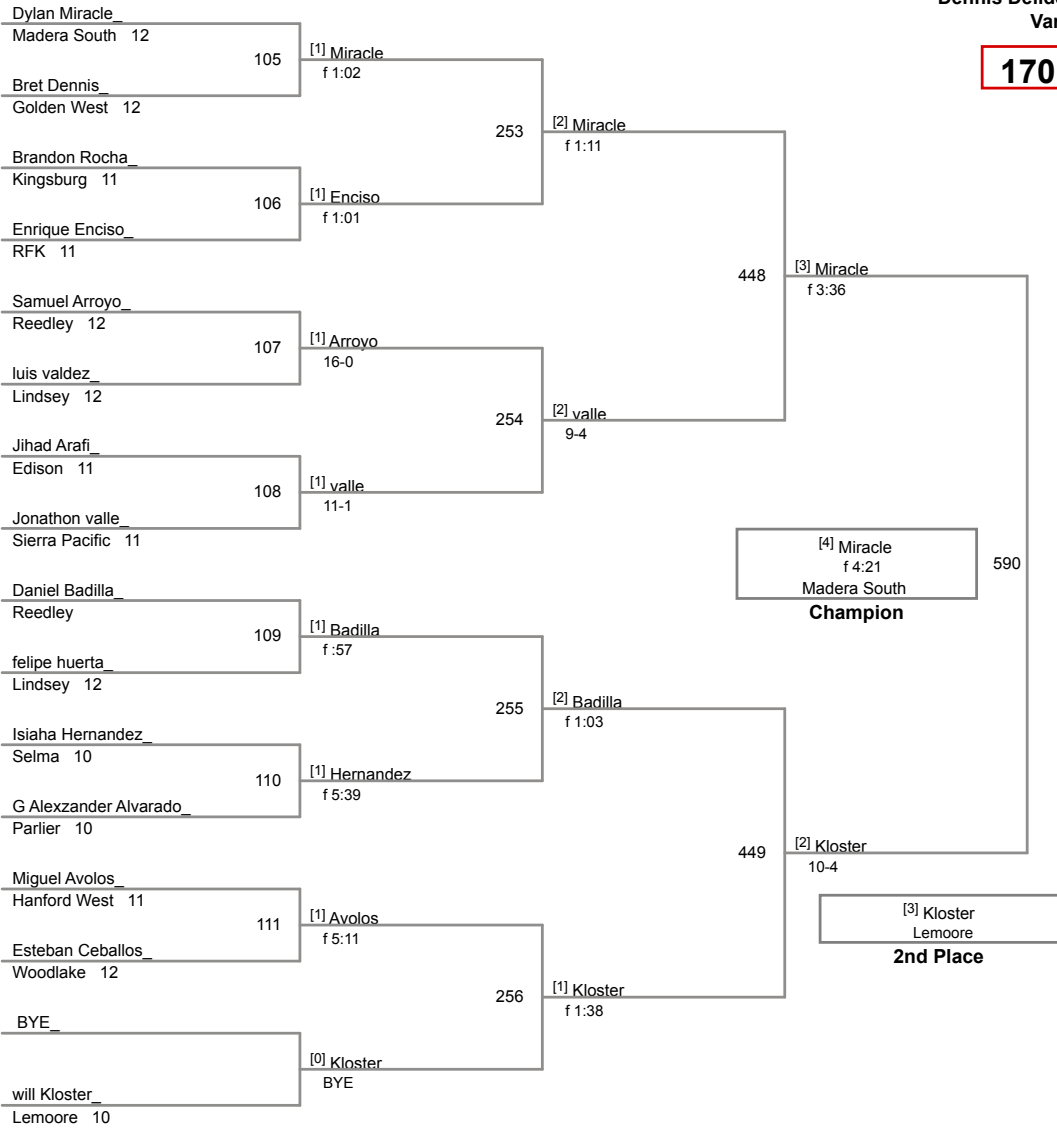 Dylan Miracle_
Madera South 12
105
Bret Dennis_
Golden West 12
[1] Miracle
f 1:02
Brandon Rocha_
Kingsburg 11
106
Enrique Enciso_
RFK 11
[1] Enciso
f 1:01
253
[2] Miracle
f 1:11
Samuel Arroyo_
Reedley 12
107
luis valdez_
Lindsey 12
[1] Arroyo
16-0
Jihad Arafi_
Edison 11
108
Jonathon valle_
Sierra Pacific 11
[1] valle
11-1
254
[2] valle
9-4
448
[3] Miracle
f 3:36
Daniel Badilla_
Reedley
109
felipe huerta_
Lindsey 12
[1] Badilla
f :57
Isiaha Hernandez_
Selma 10
110
G Alexzander Alvarado_
Parlier 10
[1] Hernandez
f 5:39
255
[2] Badilla
f 1:03
Miguel Avolos_
Hanford West 11
111
Esteban Ceballos_
Woodlake 12
[1] Avolos
f 5:11
BYE_
will Kloster_
Lemoore 10
[0] Kloster
BYE
256
[1] Kloster
f 1:38
449
[2] Kloster
10-4
590
[4] Miracle
f 4:21
Madera South
Champion
[3] Kloster
Lemoore
2nd Place
170